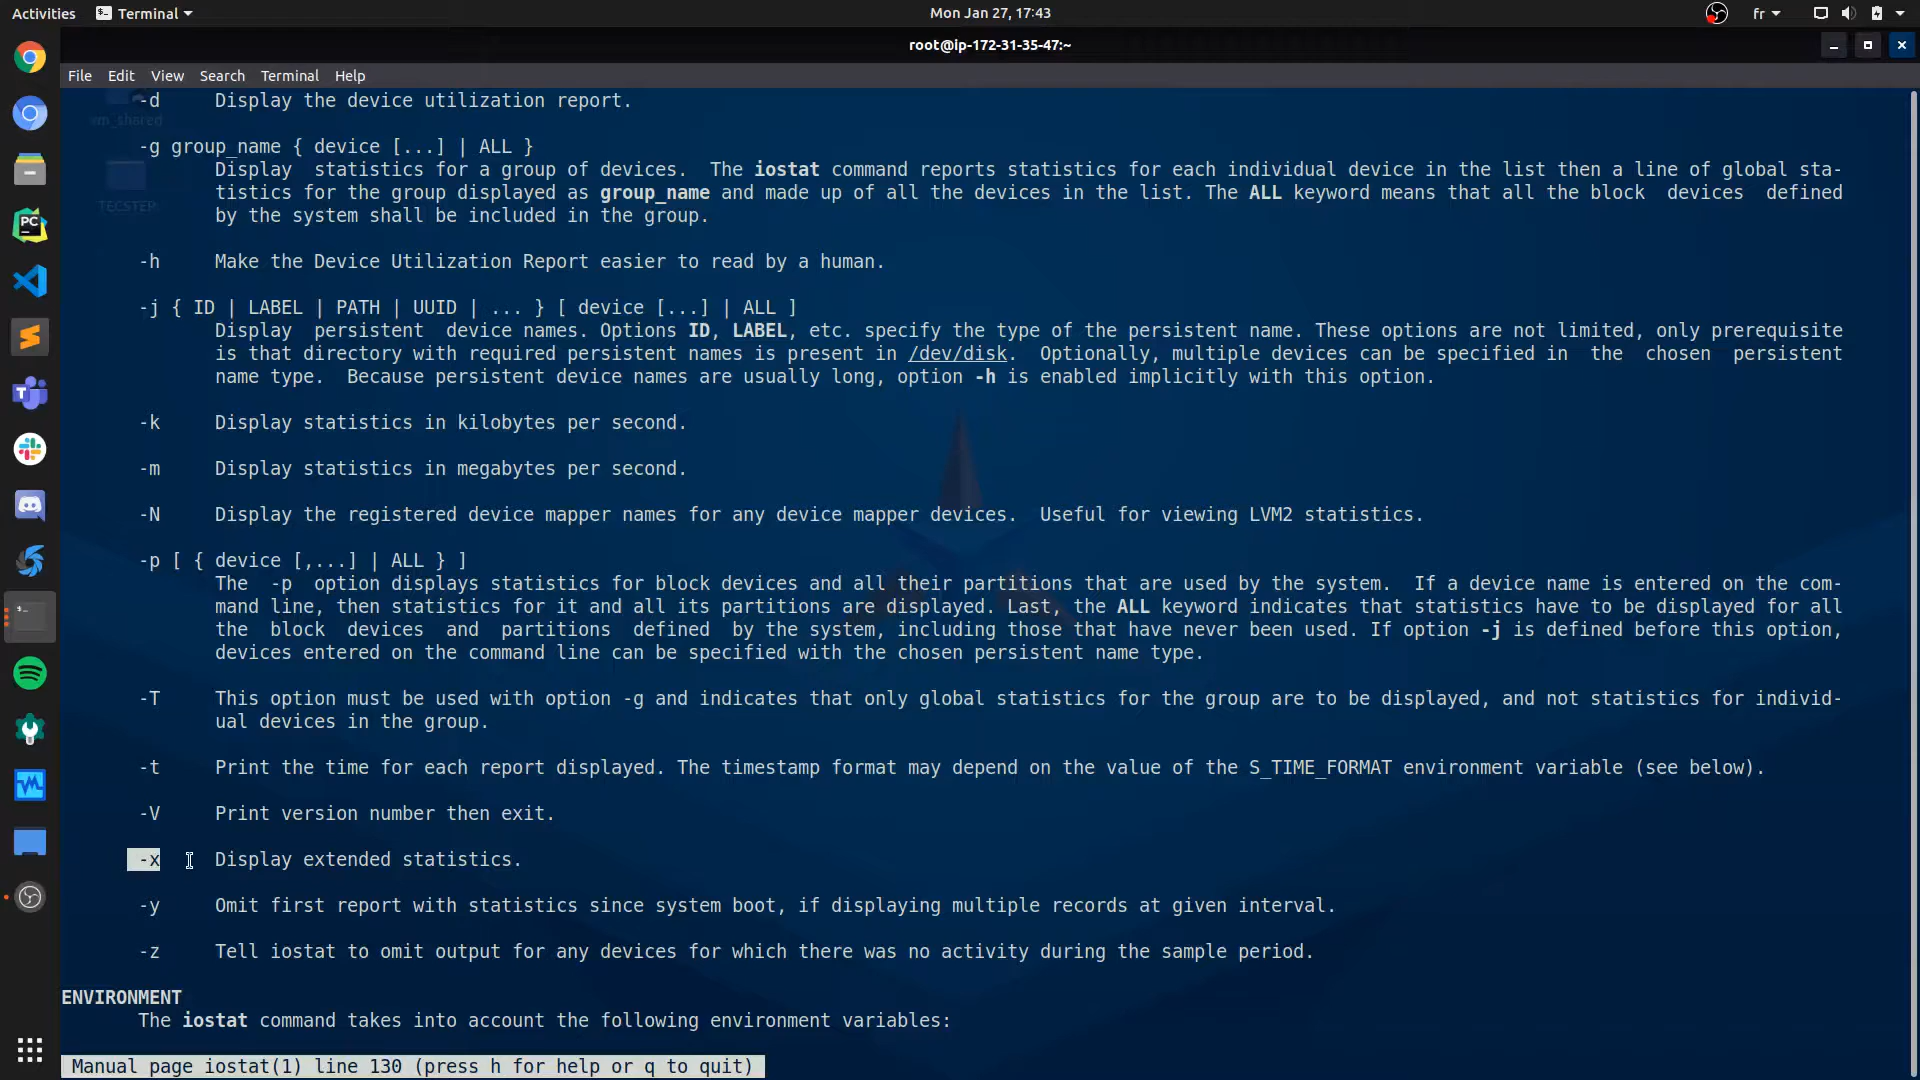 Activities Terminal Mon Jan 27, 17:43 fr
root@ip-172-31-35-47:~
File Edit View Search Terminal Help
-d Display the device utilization report.
vm_shared
-g group_name { device [...] | ALL }
Display statistics for a group of devices. The iostat command reports statistics for each individual device in the list then a line of global sta-
tistics for the group displayed as group_name and made up of all the devices in the list. The ALL keyword means that all the block devices defined
TECSTEP
by the system shall be included in the group.
-h Make the Device Utilization Report easier to read by a human.
-j { ID | LABEL | PATH | UUID | ... } [ device [...] | ALL ]
Display persistent device names. Options ID, LABEL, etc. specify the type of the persistent name. These options are not limited, only prerequisite
is that directory with required persistent names is present in /dev/disk. Optionally, multiple devices can be specified in the chosen persistent
name type. Because persistent device names are usually long, option -h is enabled implicitly with this option.
-k Display statistics in kilobytes per second.
-m Display statistics in megabytes per second.
-N Display the registered device mapper names for any device mapper devices. Useful for viewing LVM2 statistics.
-p [ { device [,...] | ALL } ]
The -p option displays statistics for block devices and all their partitions that are used by the system. If a device name is entered on the com-
mand line, then statistics for it and all its partitions are displayed. Last, the ALL keyword indicates that statistics have to be displayed for all
the block devices and partitions defined by the system, including those that have never been used. If option -j is defined before this option,
devices entered on the command line can be specified with the chosen persistent name type.
-T This option must be used with option -g and indicates that only global statistics for the group are to be displayed, and not statistics for individ-
ual devices in the group.
-t Print the time for each report displayed. The timestamp format may depend on the value of the S_TIME_FORMAT environment variable (see below).
-V Print version number then exit.
-x Display extended statistics.
-y Omit first report with statistics since system boot, if displaying multiple records at given interval.
-z Tell iostat to omit output for any devices for which there was no activity during the sample period.
ENVIRONMENT
The iostat command takes into account the following environment variables:
Manual page iostat(1) line 130 (press h for help or q to quit)